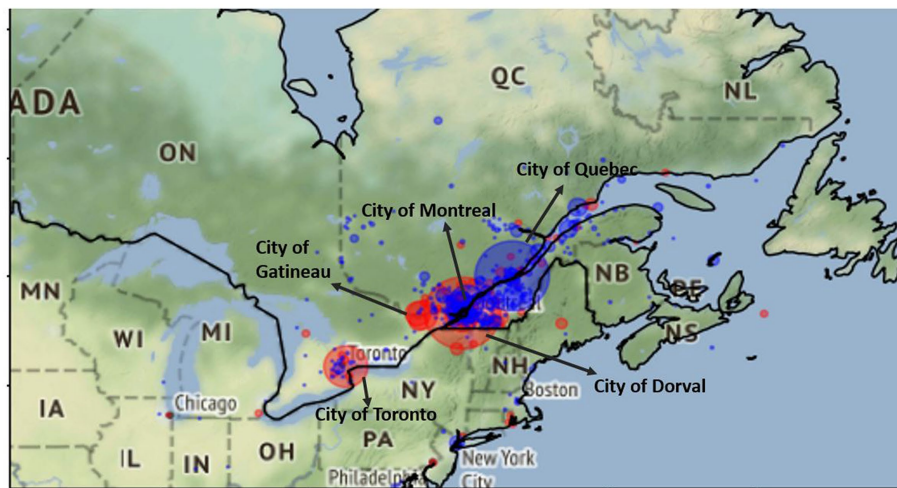 QC
NL
ADA
ON
City of Quebec
City of Montreal
City of
Gatineau
NB
PE
MN
WI
MI
Toronto
NS
NH
NY
City of Dorval
IA
Chicago
Boston
City of Toronto
PA
OH
IL
IN
New York
City
Philadelphia